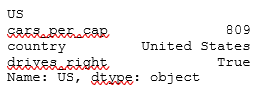 US
cars_per_cap 809
country United States
drives_right True
Name: US, dtype: object